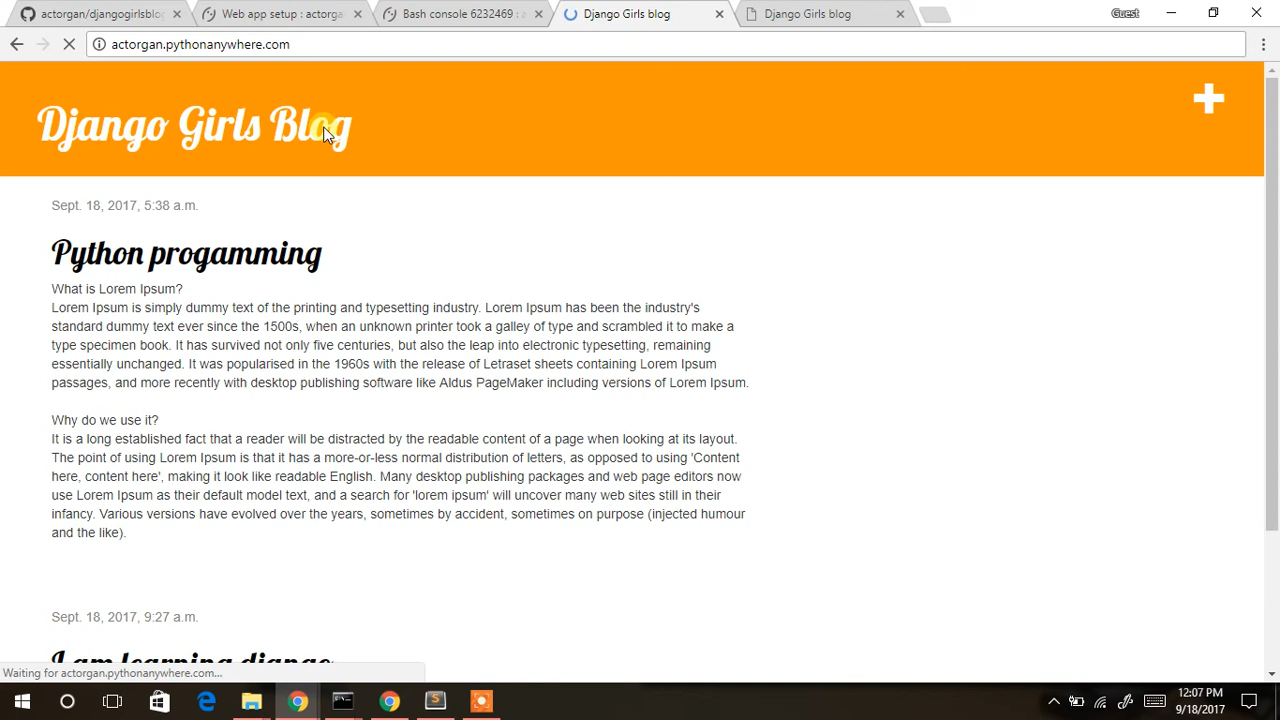 actorgan/djangogirlsblog
Web app setup : actorga
Bash console 6232469 : a
Django Girls blog
Django Girls blog
Guest
actorgan.pythonanywhere.com
Django Girls Blog
Sept. 18, 2017, 5:38 a.m.
Python progamming
What is Lorem Ipsum?
Lorem Ipsum is simply dummy text of the printing and typesetting industry. Lorem Ipsum has been the industry's
standard dummy text ever since the 1500s, when an unknown printer took a galley of type and scrambled it to make a
type specimen book. It has survived not only five centuries, but also the leap into electronic typesetting, remaining
essentially unchanged. It was popularised in the 1960s with the release of Letraset sheets containing Lorem Ipsum
passages, and more recently with desktop publishing software like Aldus PageMaker including versions of Lorem Ipsum.
Why do we use it?
It is a long established fact that a reader will be distracted by the readable content of a page when looking at its layout.
The point of using Lorem Ipsum is that it has a more-or-less normal distribution of letters, as opposed to using 'Content
here, content here', making it look like readable English. Many desktop publishing packages and web page editors now
use Lorem Ipsum as their default model text, and a search for 'lorem ipsum' will uncover many web sites still in their
infancy. Various versions have evolved over the years, sometimes by accident, sometimes on purpose (injected humour
and the like).
Sept. 18, 2017, 9:27 a.m.
I am learning django
Waiting for actorgan.pythonanywhere.com...
12:07 PM
9/18/2017